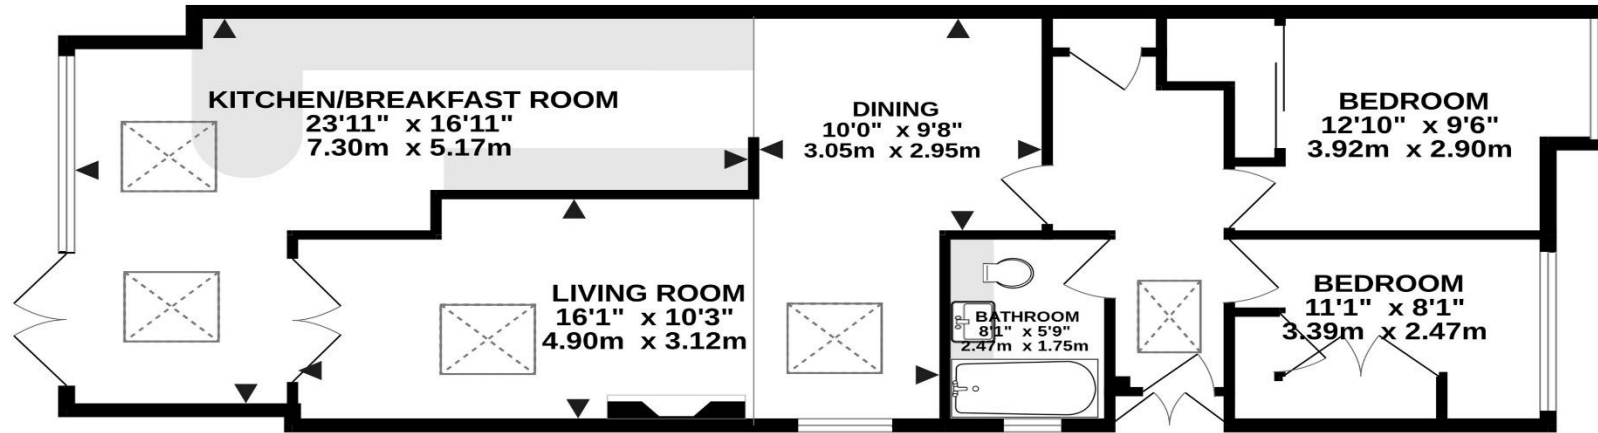 KITCHEN/BREAKFAST ROOM
23'11" x 16'11"
7.30m x 5.17m
DINING
10'0" x 9'8"
3.05m x 2.95m
BEDROOM
12'10" x 9'6"
3.92m x 2.90m
LIVING ROOM
16'1" x 10'3"
4.90m x 3.12m
BATHROOM
8'1" x 5'9"
2.47m x 1.75m
BEDROOM
11'1" x 8'1"
3.39m x 2.47m